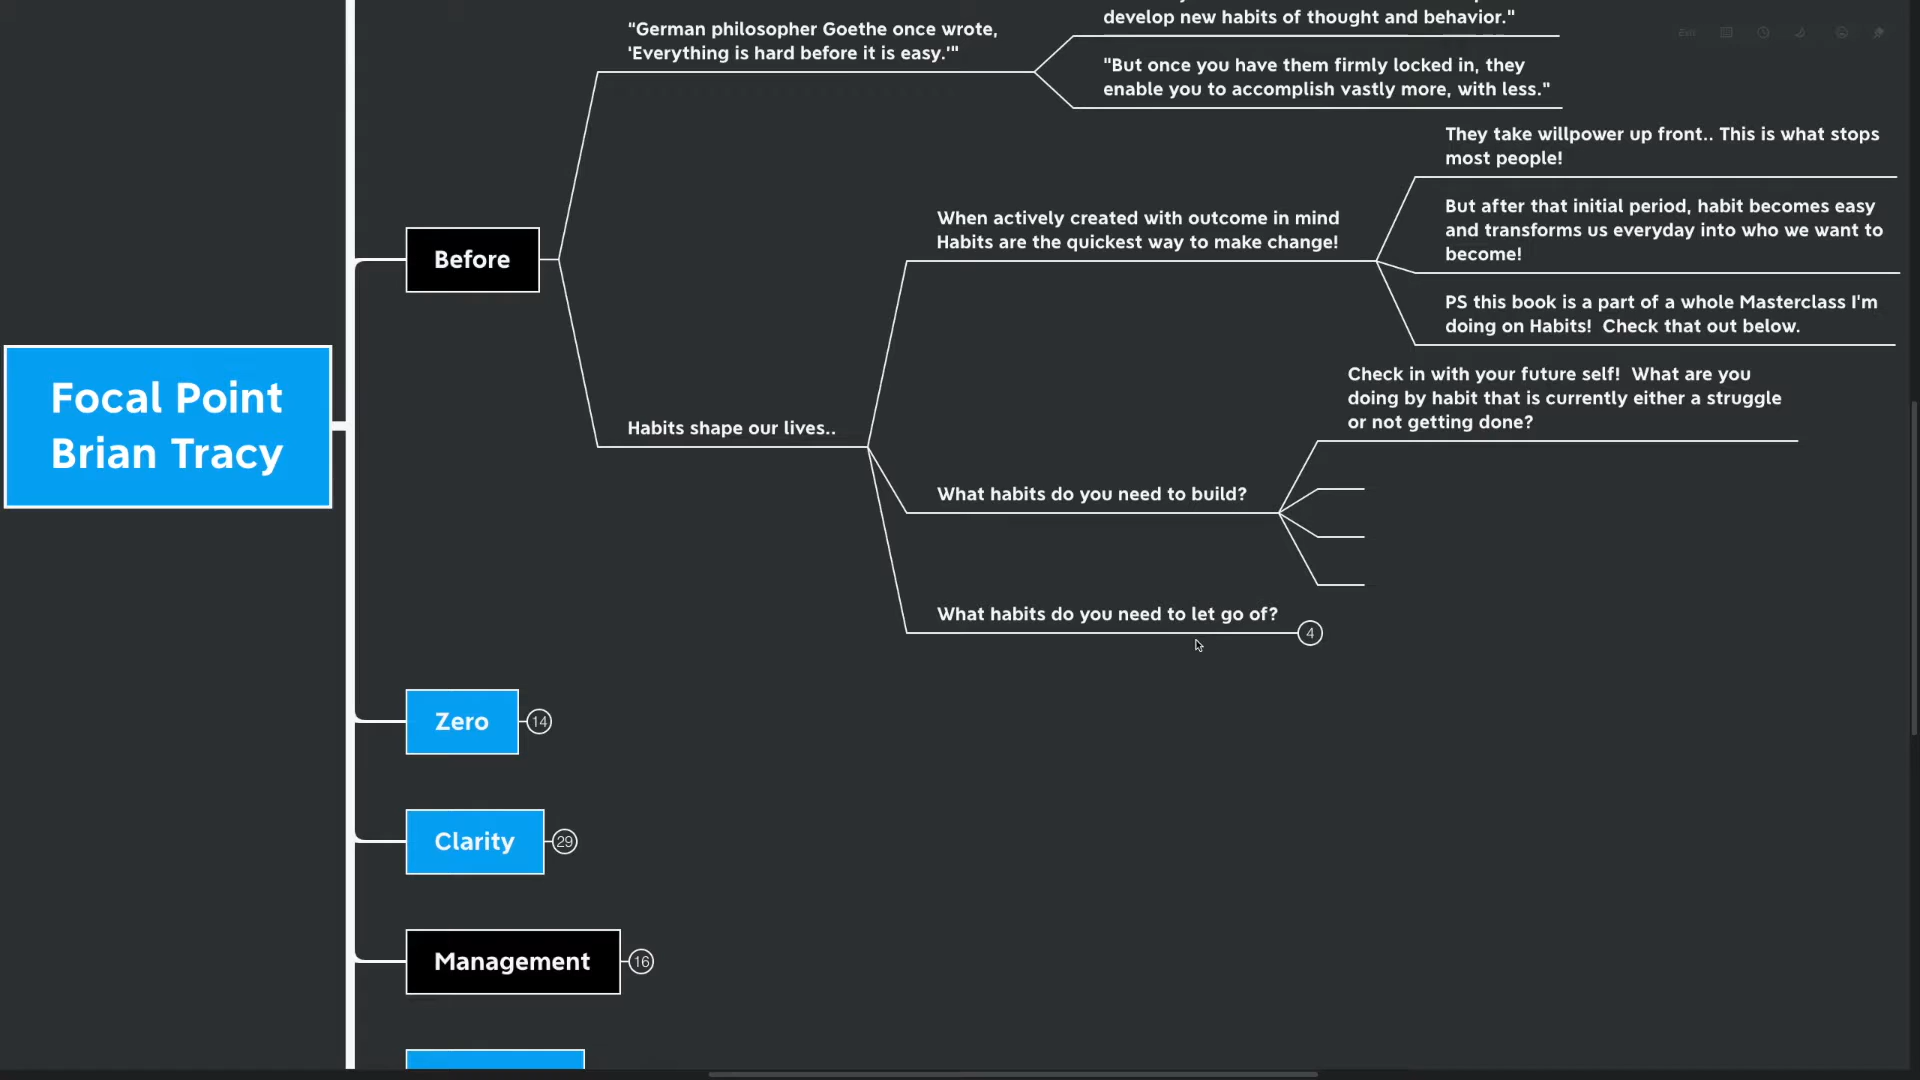 develop new habits of thought and behavior."
"German philosopher Goethe once wrote,
'Everything is hard before it is easy.'"
"But once you have them firmly locked in, they
enable you to accomplish vastly more, with less."
They take willpower up front.. This is what stops
most people!
When actively created with outcome in mind
Habits are the quickest way to make change!
But after that initial period, habit becomes easy
and transforms us everyday into who we want to
become!
Before
PS this book is a part of a whole Masterclass I'm
doing on Habits!  Check that out below.
Focal Point
Brian Tracy
Check in with your future self!  What are you
doing by habit that is currently either a struggle
or not getting done?
Habits shape our lives..
What habits do you need to build?
What habits do you need to let go of?
4
Zero
14
Clarity
29
Management
16